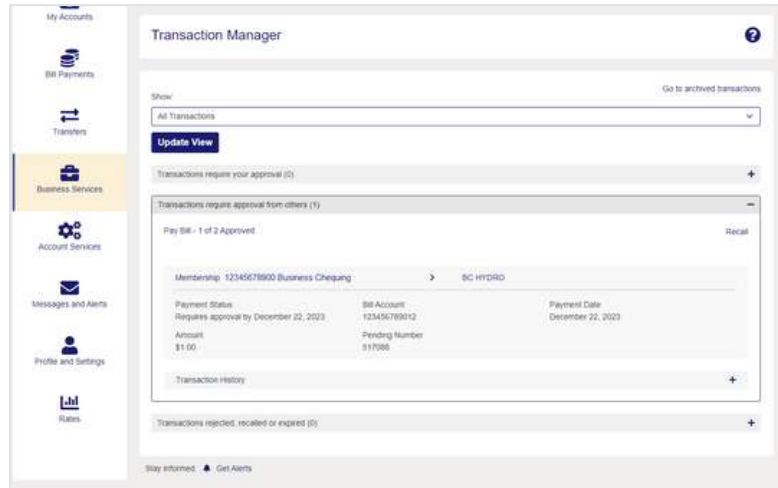 My Accounts
Bill Payments
Transfers
Business Services
Account Services
Messages and Alerts
Profile and Settings
Rates
Transaction Manager
?
Go to archived transactions
Show
All Transactions
Update View
Transactions require your approval (0)
Transactions require approval from others (1)
Pay Bill - 1 of 2 Approved
Recall
Membership 12345678900 Business Chequing > BC HYDRO
Payment Status Bill Account Payment Date
Requires approval by December 22, 2023 123456789012 December 22, 2023
Amount Pending Number
$1.00 517088
Transaction History
Transactions rejected, recalled or expired (0)
Stay informed Get Alerts